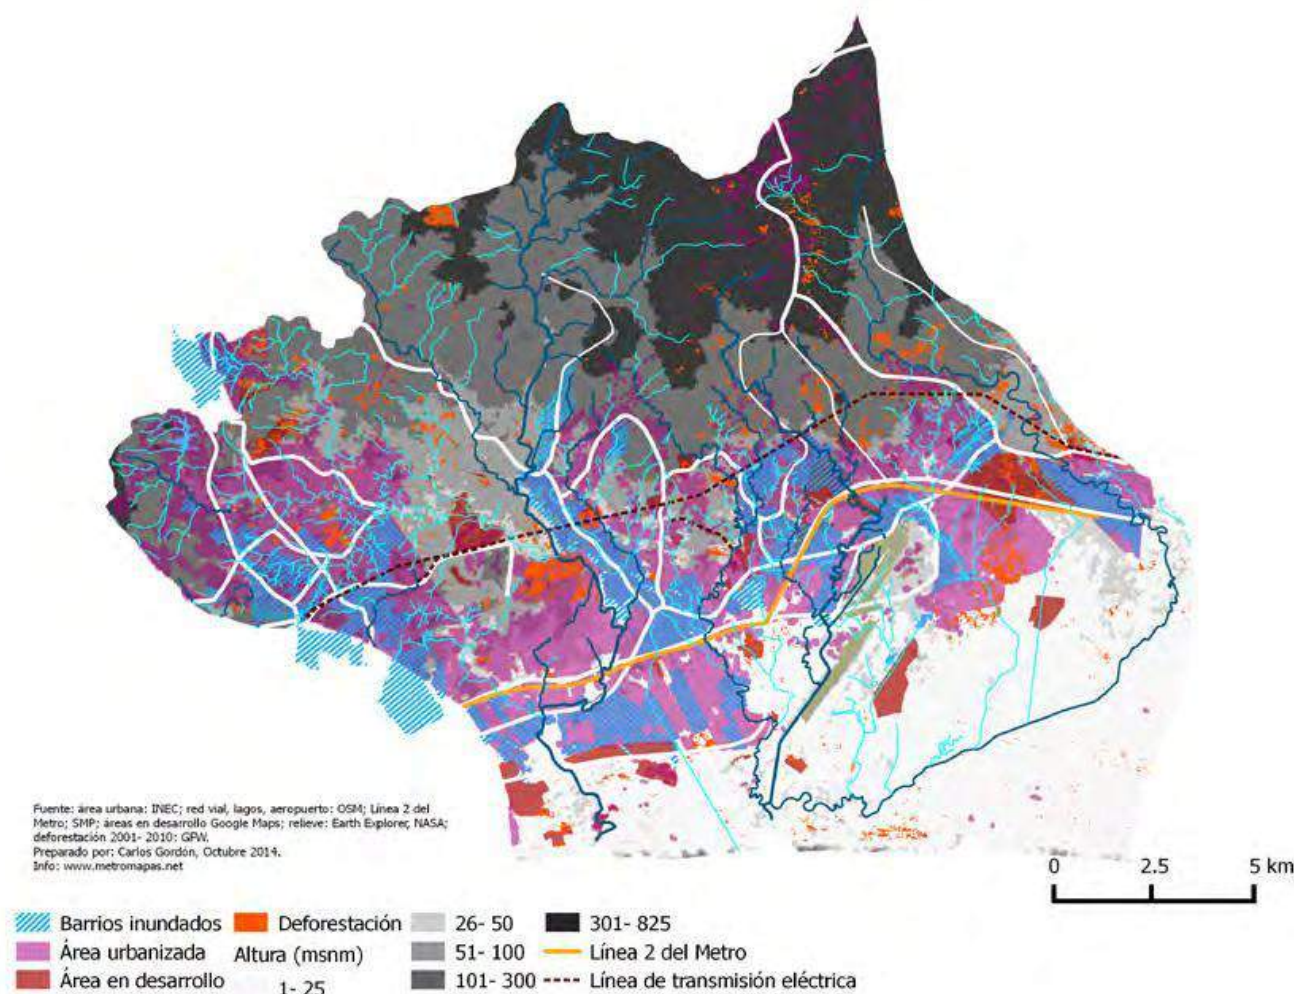 Fuente: área urbana: INEC; red vial, lagos, aeropuerto: OSM; Línea 2 del
Metro; SMP; áreas en desarrollo Google Maps; relieve: Earth Explorer, NASA;
deforestación 2001- 2010: GFW.
Preparado por: Carlos Gordón, Octubre 2014.
Info: www.metromapas.net
0 2.5 5 km
Barrios inundados
Área urbanizada
Área en desarrollo
Deforestación
Altura (msnm)
1- 25
26- 50
51- 100
101- 300
301- 825
Línea 2 del Metro
Línea de transmisión eléctrica